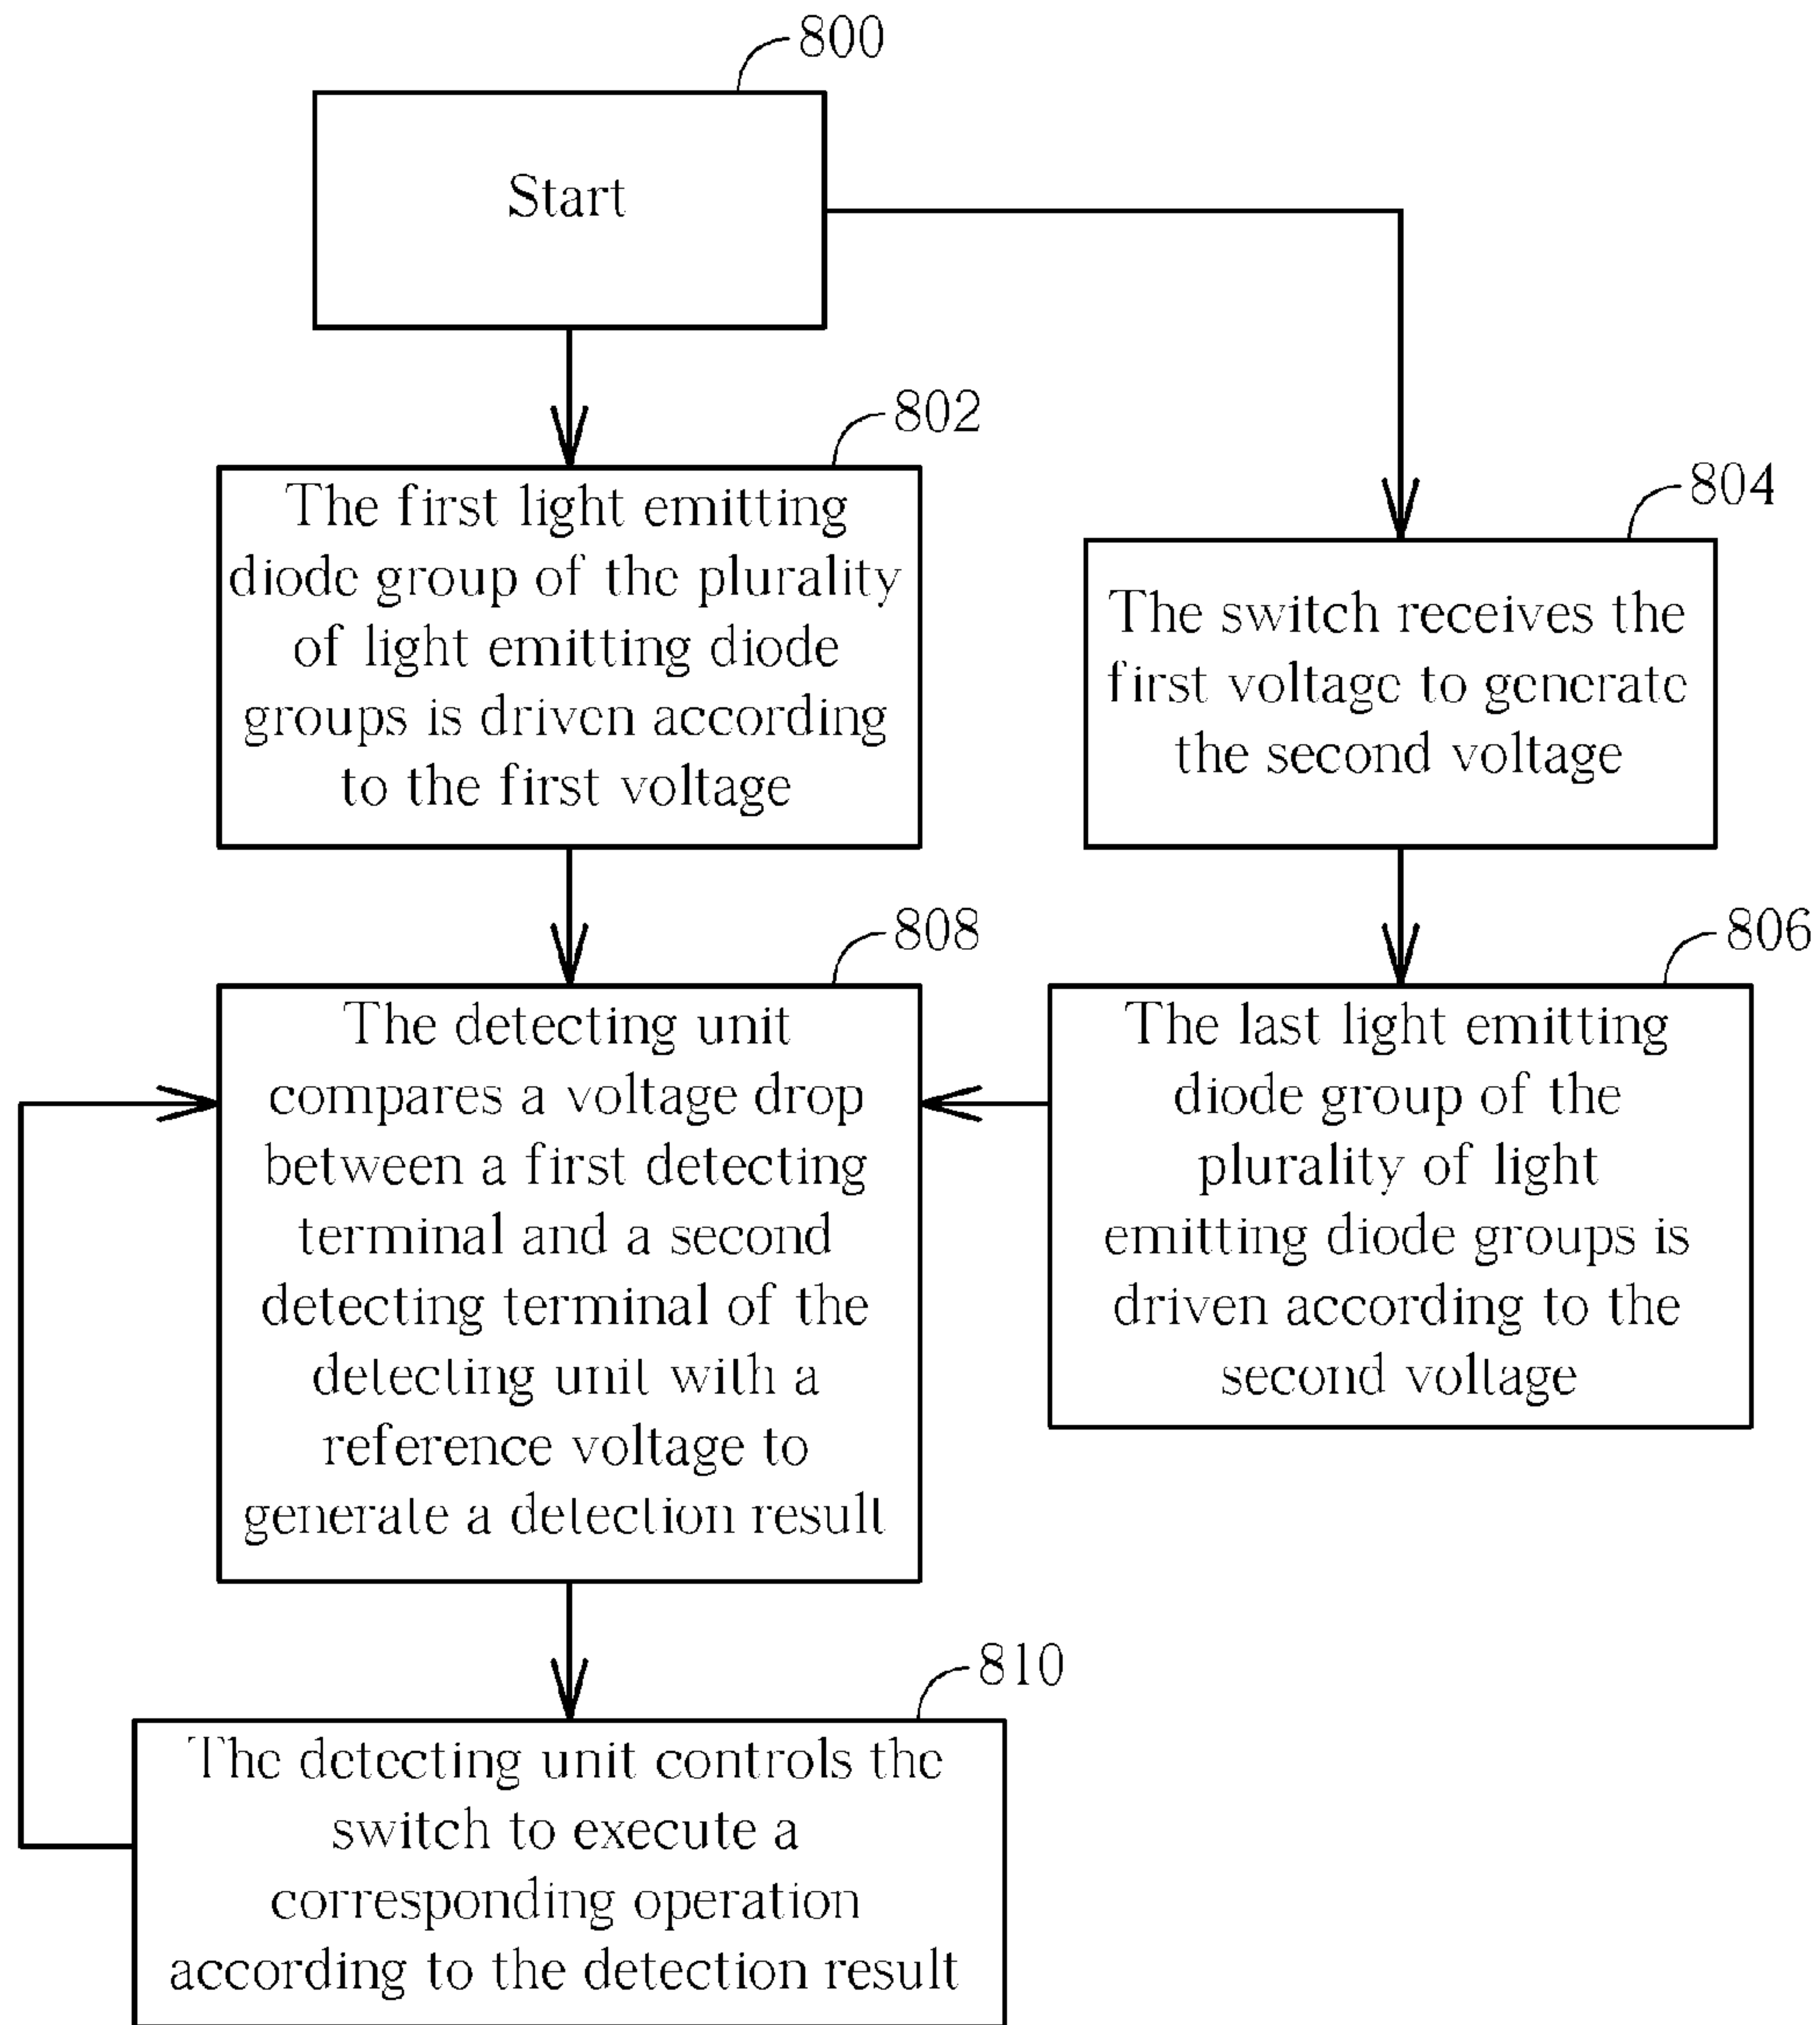 800
Start
802
The first light emitting
diode group of the plurality
of light emitting diode
groups is driven according
to the first voltage
804
The switch receives the
first voltage to generate
the second voltage
808
The detecting unit
compares a voltage drop
between a first detecting
terminal and a second
detecting terminal of the
detecting unit with a
reference voltage to
generate a detection result
806
The last light emitting
diode group of the
plurality of light
emitting diode groups is
driven according to the
second voltage
810
The detecting unit controls the
switch to execute a
corresponding operation
according to the detection result